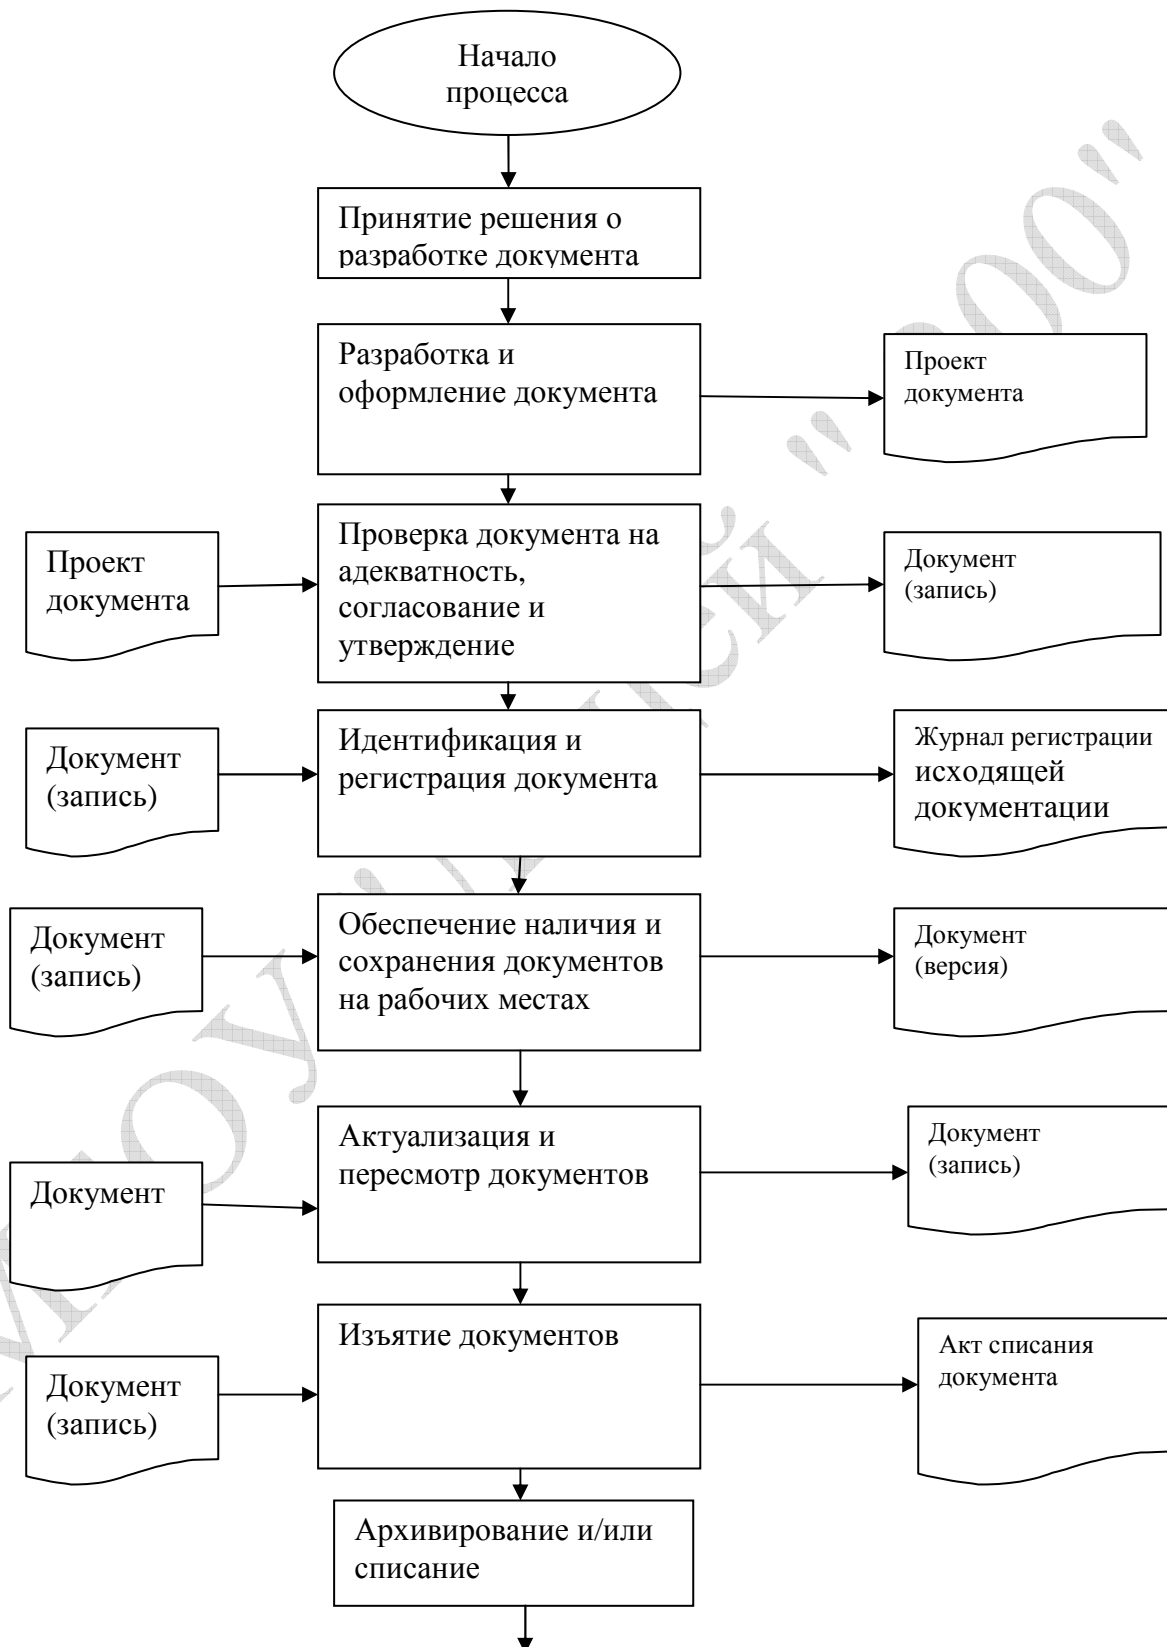 Начало
процесса
Принятие решения о
разработке документа
Разработка и
оформление документа
Проект
документа
Проект
документа
Проверка документа на
адекватность,
согласование и
утверждение
Документ
(запись)
Документ
(запись)
Идентификация и
регистрация документа
Журнал регистрации
исходящей
документации
Документ
(запись)
Обеспечение наличия и
сохранения документов
на рабочих местах
Документ
(версия)
Документ
Актуализация и
пересмотр документов
Документ
(запись)
Документ
(запись)
Изъятие документов
Акт списания
документа
Архивирование и/или
списание